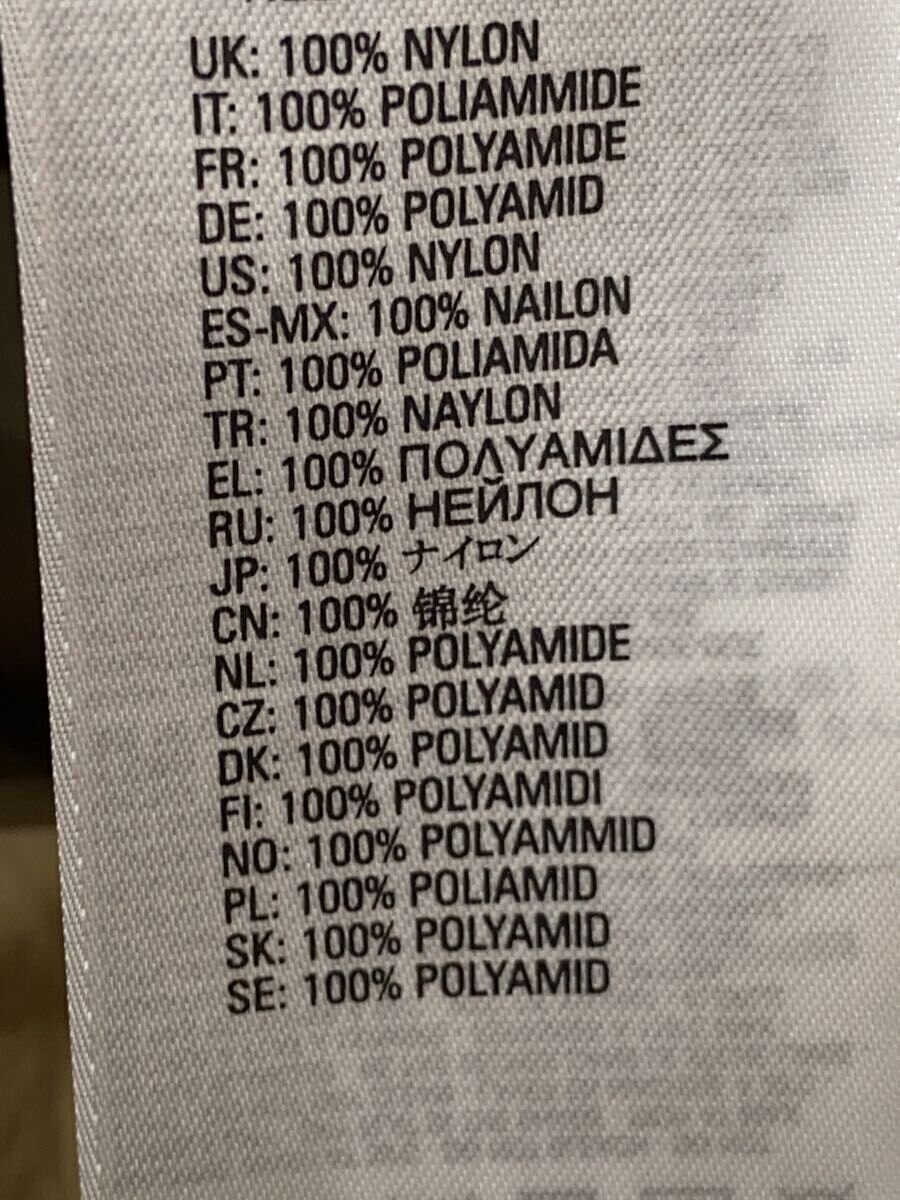 UK: 100% NYLON
IT: 100% POLIAMMIDE
FR: 100% POLYAMIDE
DE: 100% POLYAMID
US: 100% NYLON
ES-MX: 100% NAILON
PT: 100% POLIAMIDA
TR: 100% NAYLON
EL: 100% ΠΟΛΥΑΜΙΔΕΣ
RU: 100% НЕЙЛОН
JP: 100% ナイロン
CN: 100% 锦纶
NL: 100% POLYAMIDE
CZ: 100% POLYAMID
DK: 100% POLYAMID
FI: 100% POLYAMIDI
NO: 100% POLYAMMID
PL: 100% POLIAMID
SK: 100% POLYAMID
SE: 100% POLYAMID